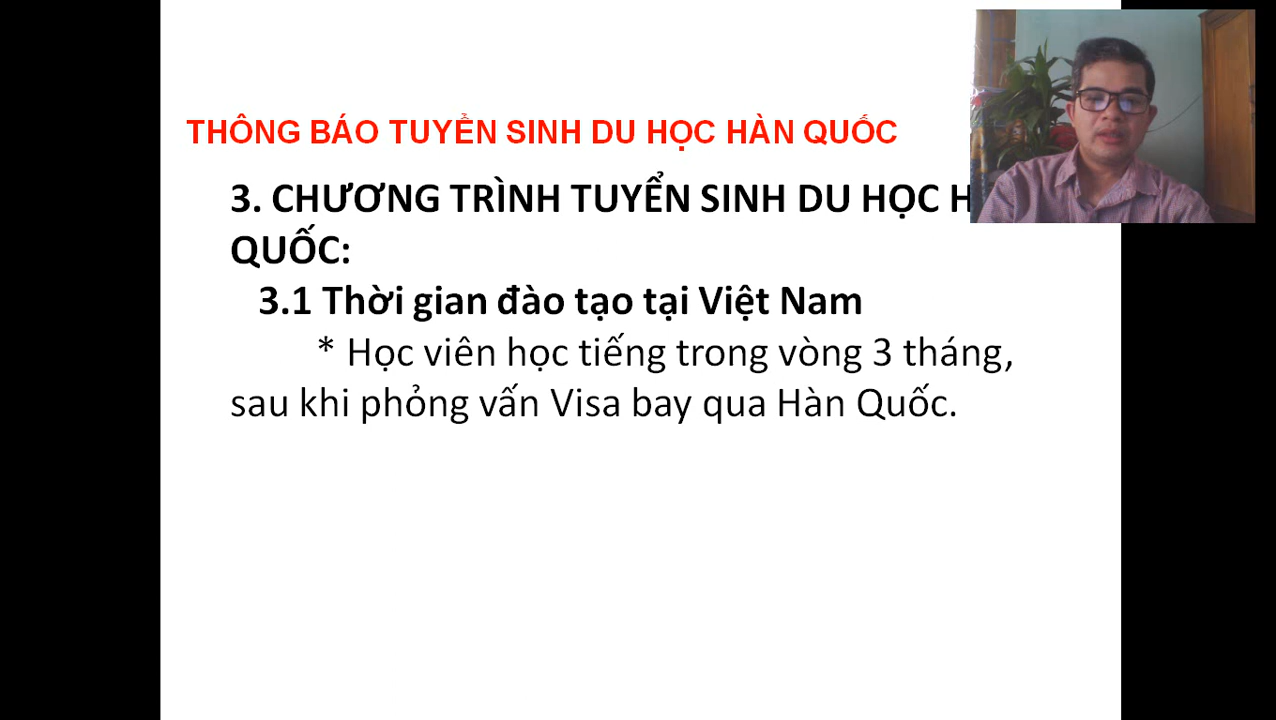 THÔNG BÁO TUYỂN SINH DU HỌC HÀN QUỐC
3. CHƯƠNG TRÌNH TUYỂN SINH DU HỌC
QUỐC:
3.1 Thời gian đào tạo tại Việt Nam
* Học viên học tiếng trong vòng 3 tháng,
sau khi phỏng vấn Visa bay qua Hàn Quốc.